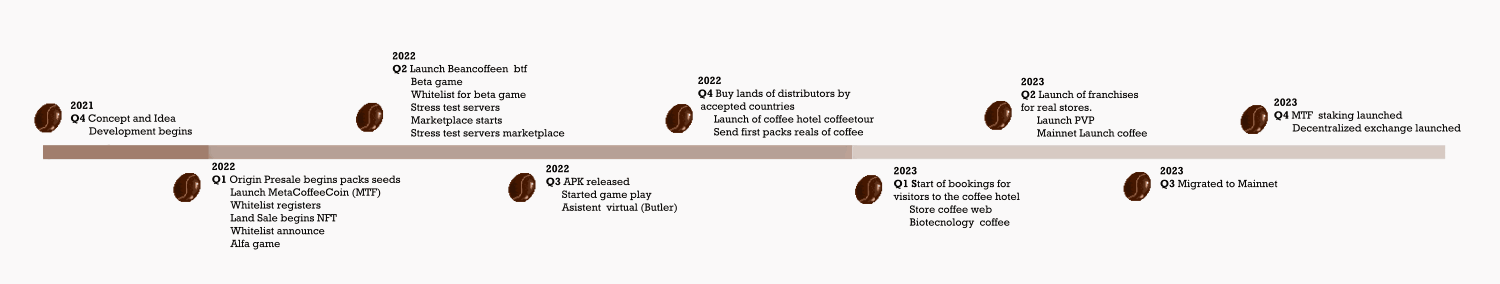 2021
Q4 Concept and Idea
Development begins
2022
Q1 Origin Presale begins packs seeds
Launch MetaCoffeeCoin (MTF)
Whitelist registers
Land Sale begins NFT
Whitelist announce
Alfa game
2022
Q2 Launch Beancoffeen btf
Beta game
Whitelist for beta game
Stress test servers
Marketplace starts
Stress test servers marketplace
2022
Q3 APK released
Started game play
Asistent virtual (Butler)
2022
Q4 Buy lands of distributors by
accepted countries
Launch of coffee hotel coffeetour
Send first packs reals of coffee
2023
Q1 Start of bookings for
visitors to the coffee hotel
Store coffee web
Biotecnology coffee
2023
Q2 Launch of franchises
for real stores.
Launch PVP
Mainnet Launch coffee
2023
Q3 Migrated to Mainnet
2023
Q4 MTF staking launched
Decentralized exchange launched